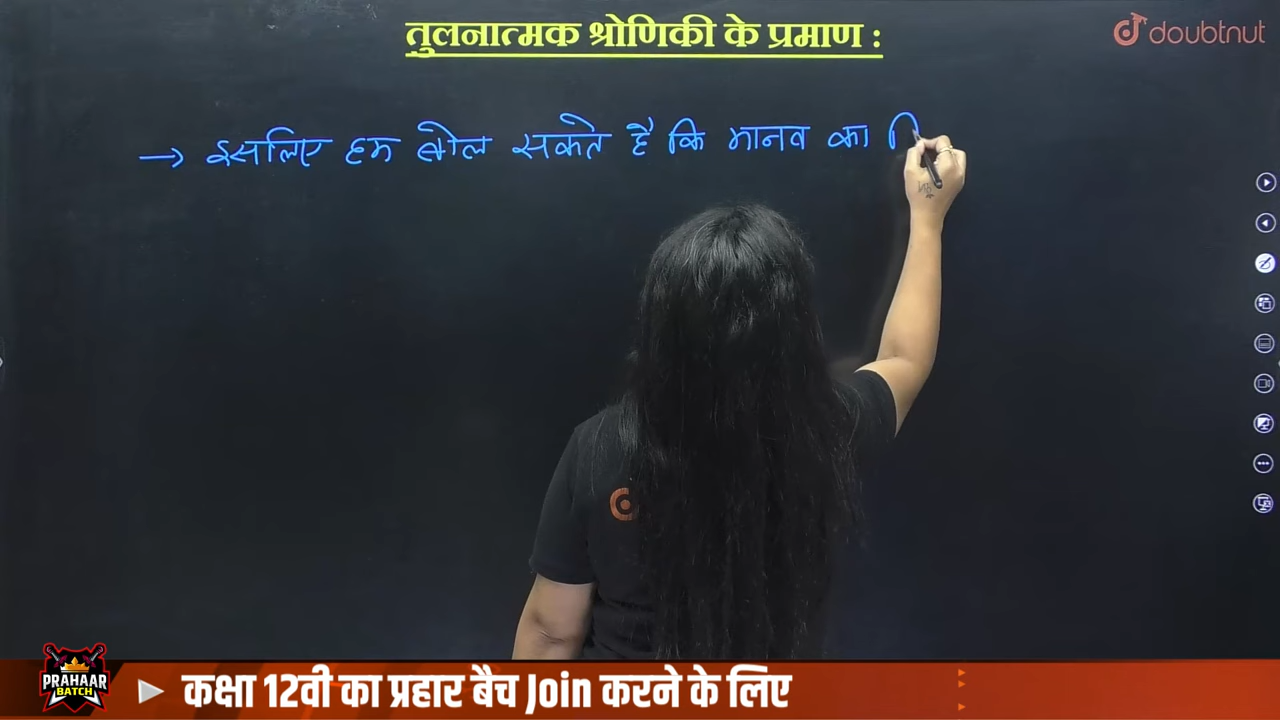 तुलनात्मक श्रोणिकी के प्रमाण :
doubtnut
→ इसलिए हम बोल सकते है कि मानव का
PRAHAAR
BATCH
कक्षा 12वी का प्रहार बैच Join करने के लिए